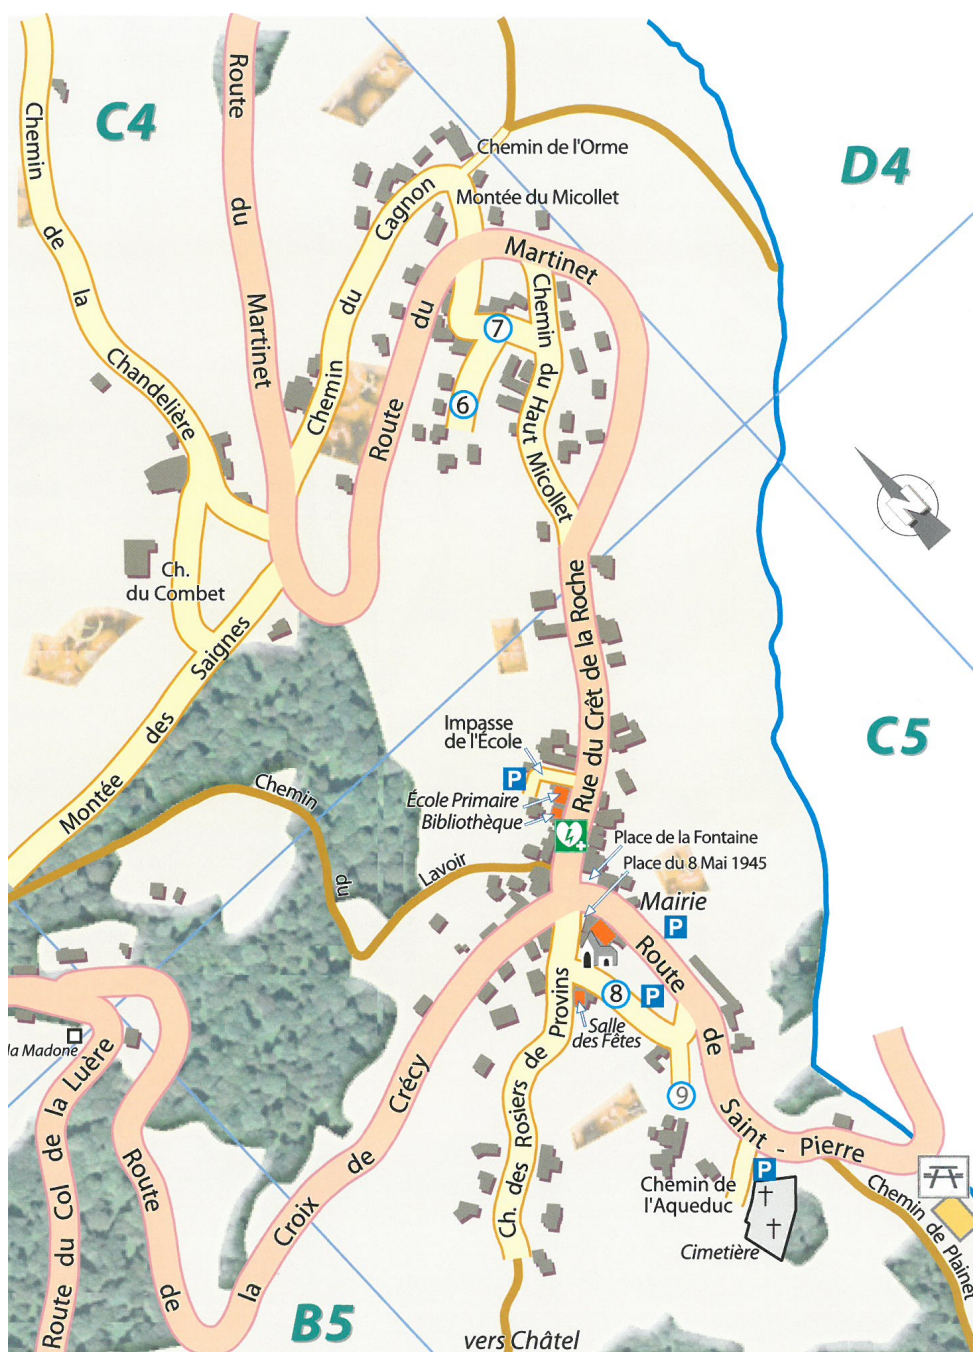 C4
D4
C5
B5
Chemin de la Chandelière
Route du Martinet
Chemin du Cagnon
Chemin de l'Orme
Montée du Micollet
Route du Martinet
Chemin du Haut Micollet
7
6
Ch.
du Combet
Montée des Saignes
Rue du Crêt de la Roche
Impasse
de l'École
P
École Primaire
Bibliothèque
Place de la Fontaine
Place du 8 Mai 1945
Mairie
P
Chemin du Lavoir
Route de Saint - Pierre
8
P
Salle
des Fêtes
9
Ch. des Rosiers de Provins
Route de la Croix de Crécy
la Madone
Route du Col de la Luère
P
Chemin de
l'Aqueduc
Cimetière
Chemin de Plainet
vers Châtel
N